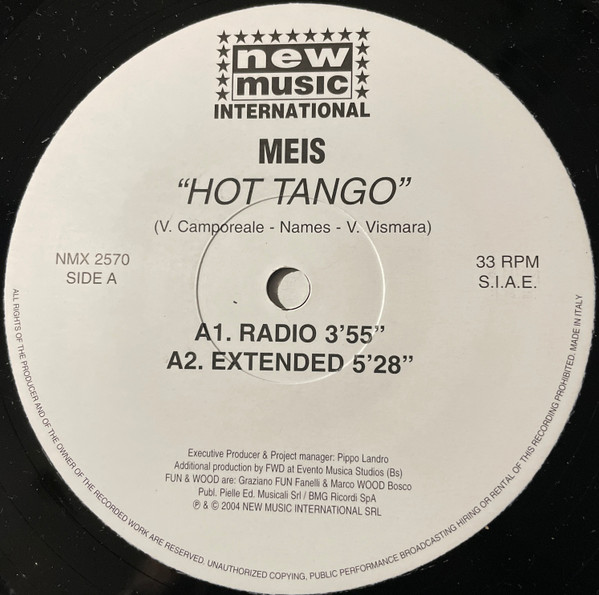 new
music
INTERNATIONAL
MEIS
“HOT TANGO”
(V. Camporeale - Names - V. Vismara)
NMX 2570
SIDE A
33 RPM
S.I.A.E.
A1. RADIO 3’55”
A2. EXTENDED 5’28”
Executive Producer & Project manager: Pippo Landro
Additional production by FWD at Evento Musica Studios (Bs)
FUN & WOOD are: Graziano FUN Fanelli & Marco WOOD Bosco
Publ. Pielle Ed. Musicali Srl / BMG Ricordi SpA
℗ & © 2004 NEW MUSIC INTERNATIONAL SRL
ALL RIGHTS OF THE PRODUCER AND OF THE OWNER OF THE RECORDED WORK ARE RESERVED. UNAUTHORIZED COPYING, PUBLIC PERFORMANCE BROADCASTING HIRING OR RENTAL OF THIS RECORDING PROHIBITED. MADE IN ITALY